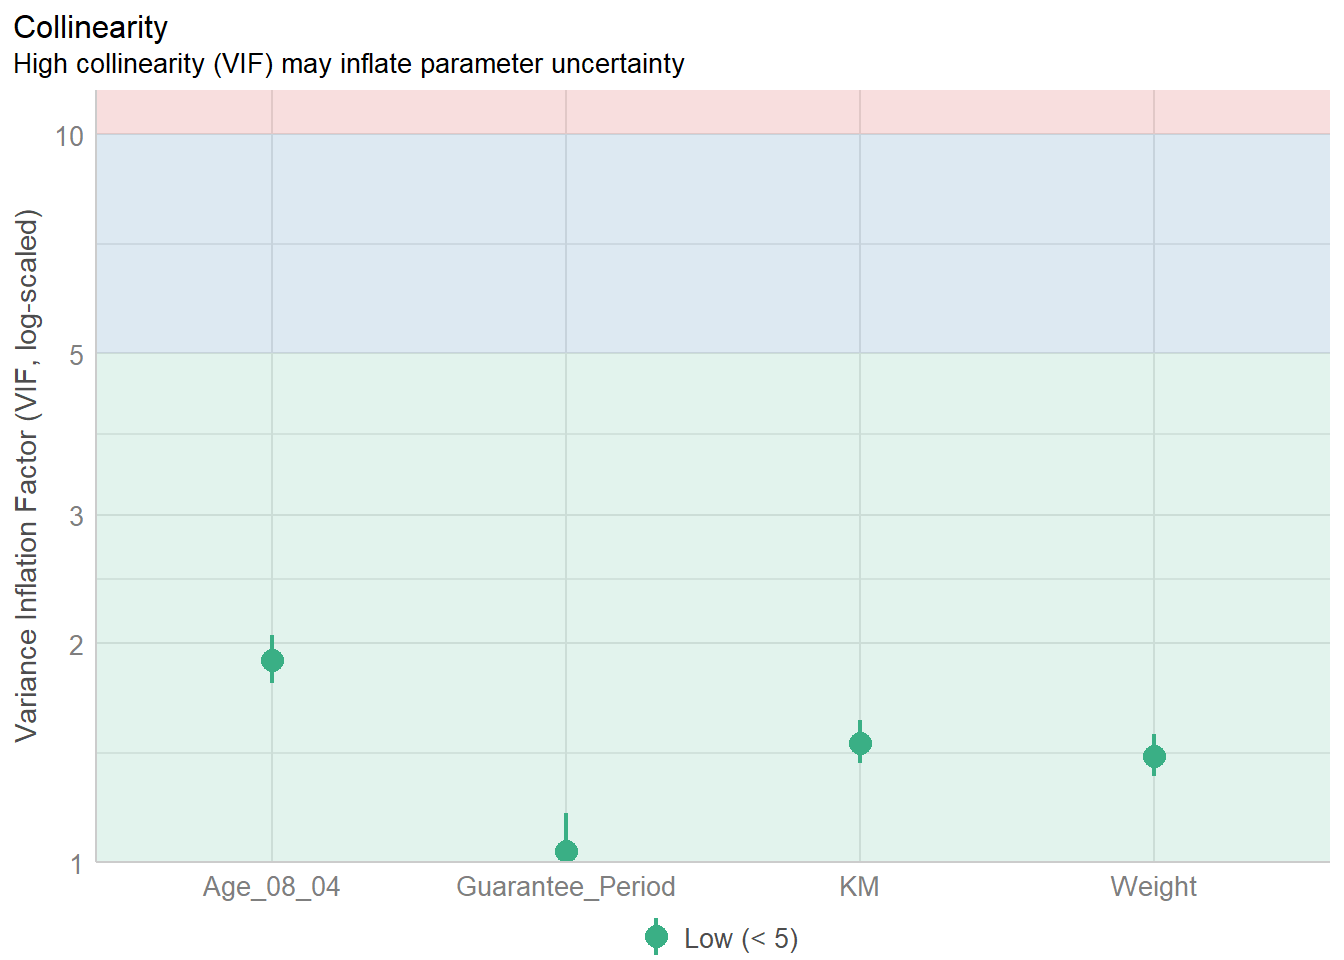 Collinearity
High collinearity (VIF) may inflate parameter uncertainty
Variance Inflation Factor (VIF, log-scaled)
10
5
3
2
1
Age_08_04
Guarantee_Period
KM
Weight
Low (< 5)